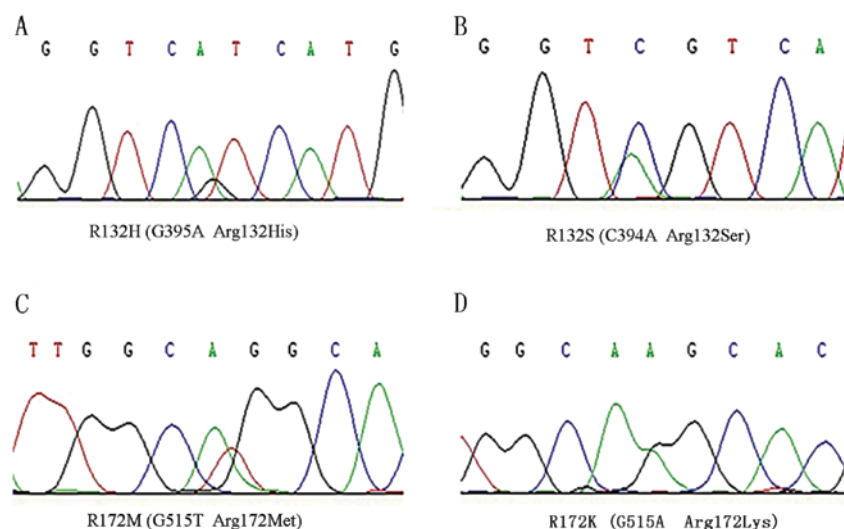 A
G G T C A T C A T G
R132H (G395A Arg132His)
B
G G T C G T C A
R132S (C394A Arg132Ser)
C
T T G G C A G G C A
R172M (G515T Arg172Met)
D
G G C A A G C A C
R172K (G515A Arg172Lys)